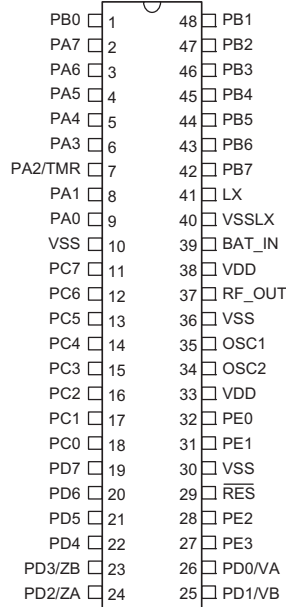 PB0 1 48 PB1
PA7 2 47 PB2
PA6 3 46 PB3
PA5 4 45 PB4
PA4 5 44 PB5
PA3 6 43 PB6
PA2/TMR 7 42 PB7
PA1 8 41 LX
PA0 9 40 VSSLX
VSS 10 39 BAT_IN
PC7 11 38 VDD
PC6 12 37 RF_OUT
PC5 13 36 VSS
PC4 14 35 OSC1
PC3 15 34 OSC2
PC2 16 33 VDD
PC1 17 32 PE0
PC0 18 31 PE1
PD7 19 30 VSS
PD6 20 29 RES
PD5 21 28 PE2
PD4 22 27 PE3
PD3/ZB 23 26 PD0/VA
PD2/ZA 24 25 PD1/VB